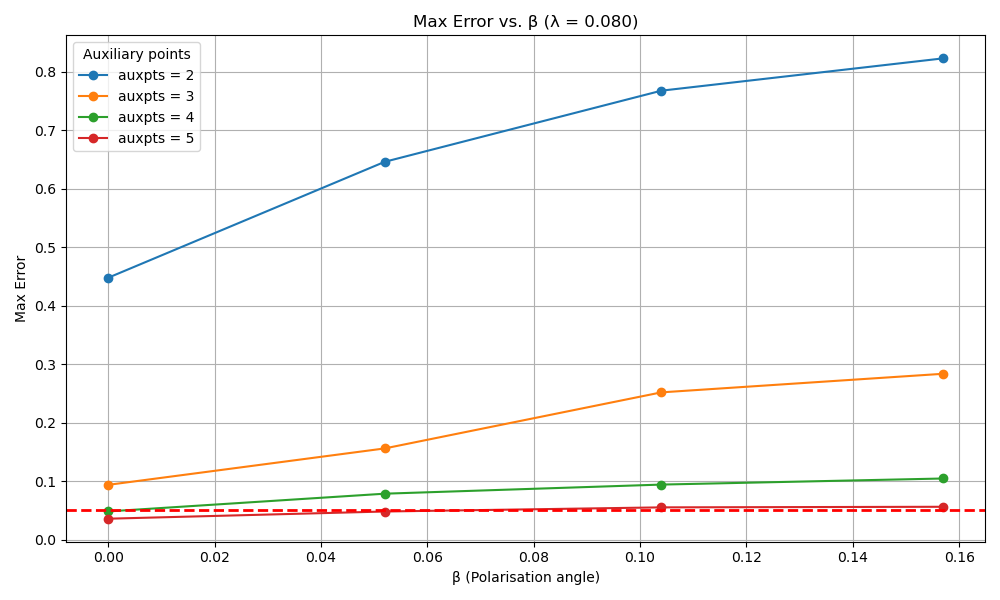 Max Error vs. β (λ = 0.080)
Auxiliary points
auxpts = 2
auxpts = 3
auxpts = 4
auxpts = 5
Max Error
0.8
0.7
0.6
0.5
0.4
0.3
0.2
0.1
0.0
0.00 0.02 0.04 0.06 0.08 0.10 0.12 0.14 0.16
β (Polarisation angle)